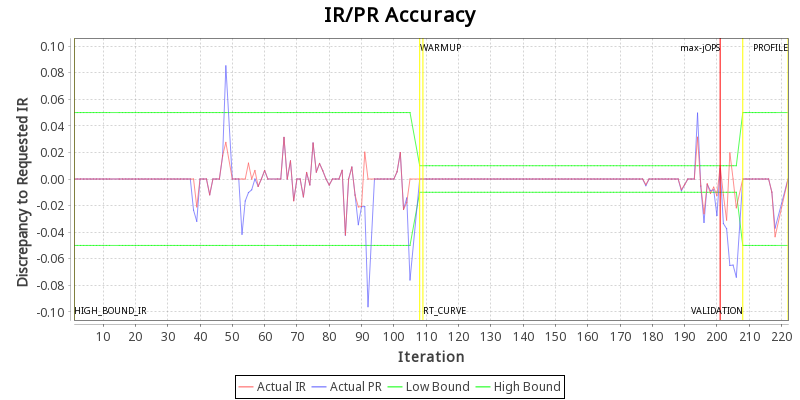 IR/PR Accuracy
Discrepancy to Requested IR
0.10
0.08
0.06
0.04
0.02
0.00
-0.02
-0.04
-0.06
-0.08
-0.10
WARMUP
max-jOPS
PROFILE
HIGH_BOUND_IR
RT_CURVE
VALIDATION
10 20 30 40 50 60 70 80 90 100 110 120 130 140 150 160 170 180 190 200 210 220
Iteration
Actual IR Actual PR Low Bound High Bound